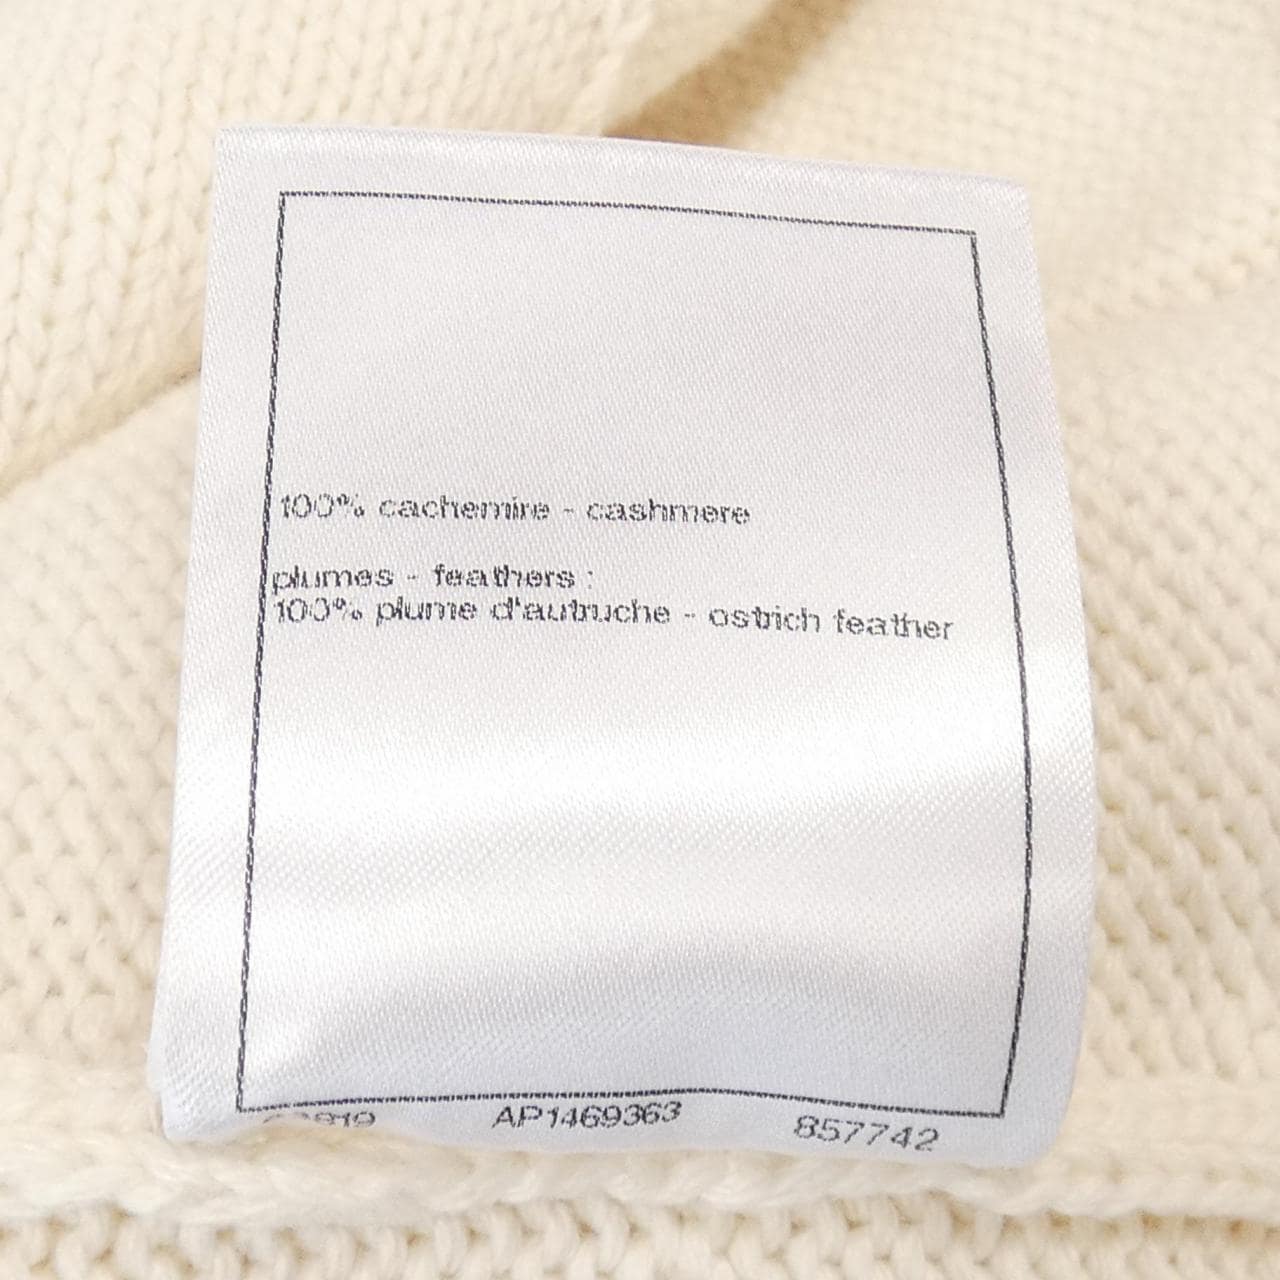 100% cachemire - cashmere
plumes - feathers :
100% plume d'autruche - ostrich feather
AP1469363 857742